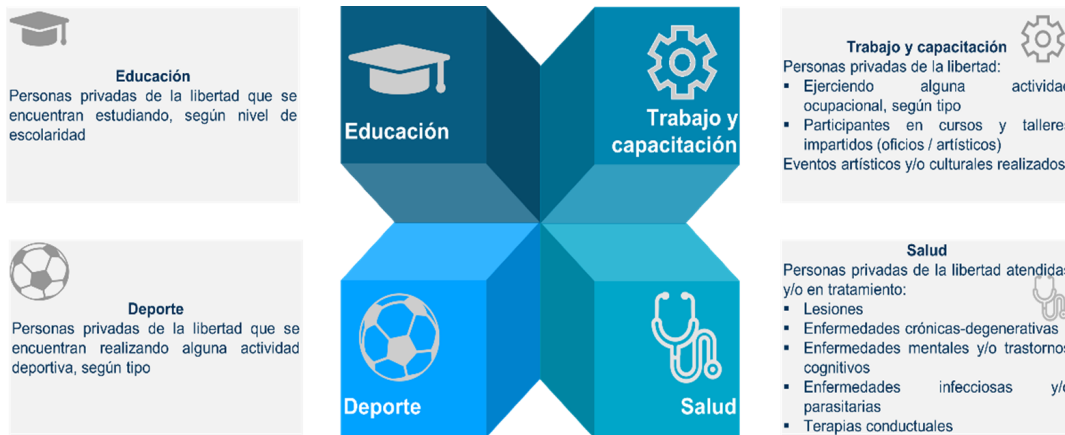 Educación
Personas privadas de la libertad que se
encuentran estudiando, según nivel de
escolaridad
Educación
Trabajo y
capacitación
Trabajo y capacitación
Personas privadas de la libertad:
▪ Ejerciendo alguna actividad
ocupacional, según tipo
▪ Participantes en cursos y talleres
impartidos (oficios / artísticos)
Eventos artísticos y/o culturales realizados
Deporte
Personas privadas de la libertad que se
encuentran realizando alguna actividad
deportiva, según tipo
Deporte
Salud
Salud
Personas privadas de la libertad atendidas
y/o en tratamiento:
▪ Lesiones
▪ Enfermedades crónicas-degenerativas
▪ Enfermedades mentales y/o trastornos
cognitivos
▪ Enfermedades infecciosas y/o
parasitarias
▪ Terapias conductuales